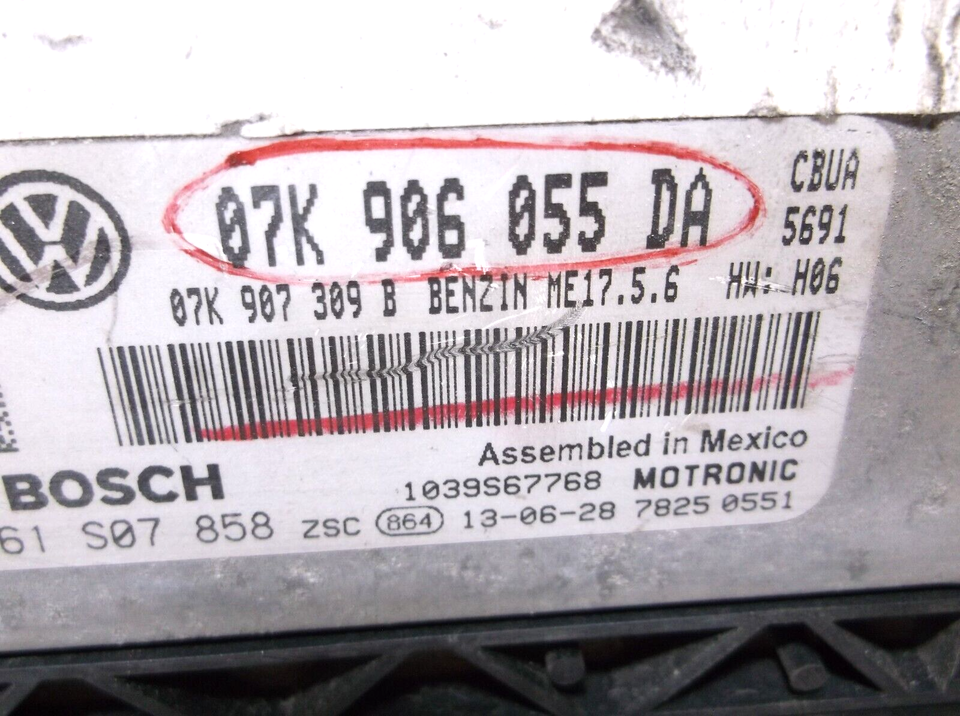 07K 906 055 DA
CBUA
5691
07K 907 309 B BENZIN ME17.5.6 HW: H06
Assembled in Mexico
BOSCH
1039S67768 MOTRONIC
61 S07 858 ZSC 864 13-06-28 7825 0551